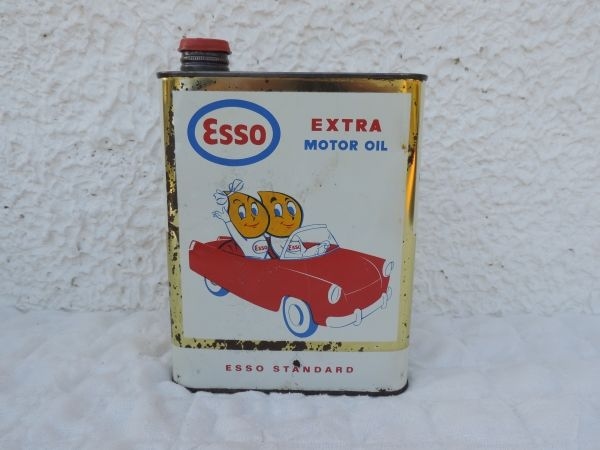 Esso
EXTRA
MOTOR OIL
Esso Esso
ESSO STANDARD